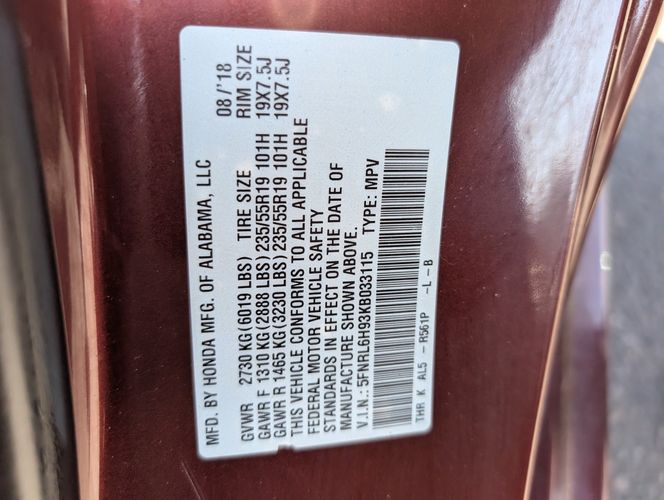 MFD. BY HONDA MFG. OF ALABAMA, LLC 08/'18
GVWR 2730 KG (6019 LBS) TIRE SIZE RIM SIZE
GAWR F 1310 KG (2888 LBS) 235/55R19 101H 19X7.5J
GAWR R 1465 KG (3230 LBS) 235/55R19 101H 19X7.5J
THIS VEHICLE CONFORMS TO ALL APPLICABLE
FEDERAL MOTOR VEHICLE SAFETY
STANDARDS IN EFFECT ON THE DATE OF
MANUFACTURE SHOWN ABOVE.
V.I.N.: 5FNRL6H93KB033115 TYPE: MPV
THR K AL5 -R561P -L-B